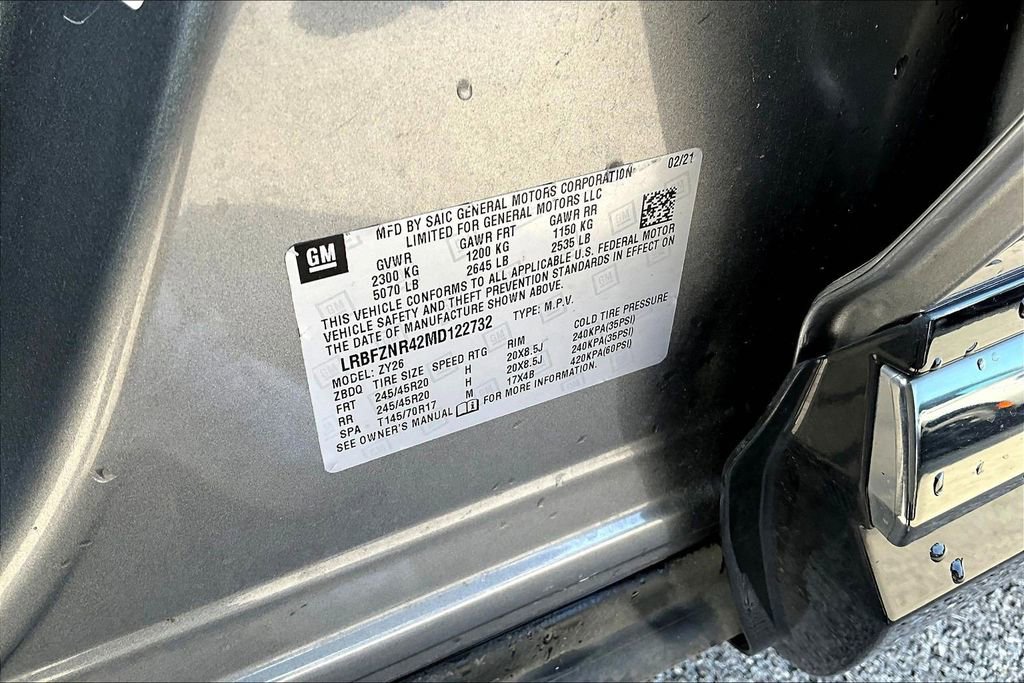 GM
MFD BY SAIC GENERAL MOTORS CORPORATION 02/21
LIMITED FOR GENERAL MOTORS LLC
GVWR GAWR FRT GAWR RR
2300 KG 1200 KG 1150 KG
5070 LB 2645 LB 2535 LB
THIS VEHICLE CONFORMS TO ALL APPLICABLE U.S. FEDERAL MOTOR
VEHICLE SAFETY AND THEFT PREVENTION STANDARDS IN EFFECT ON
THE DATE OF MANUFACTURE SHOWN ABOVE.
LRBFZNR42MD122732 TYPE: M.P.V.
MODEL: ZY26
ZBDQ TIRE SIZE SPEED RTG RIM COLD TIRE PRESSURE
FRT 245/45R20 H 20X8.5J 240KPA(35PSI)
RR 245/45R20 H 20X8.5J 240KPA(35PSI)
SPA T145/70R17 M 17X4B 420KPA(60PSI)
SEE OWNER'S MANUAL FOR MORE INFORMATION.